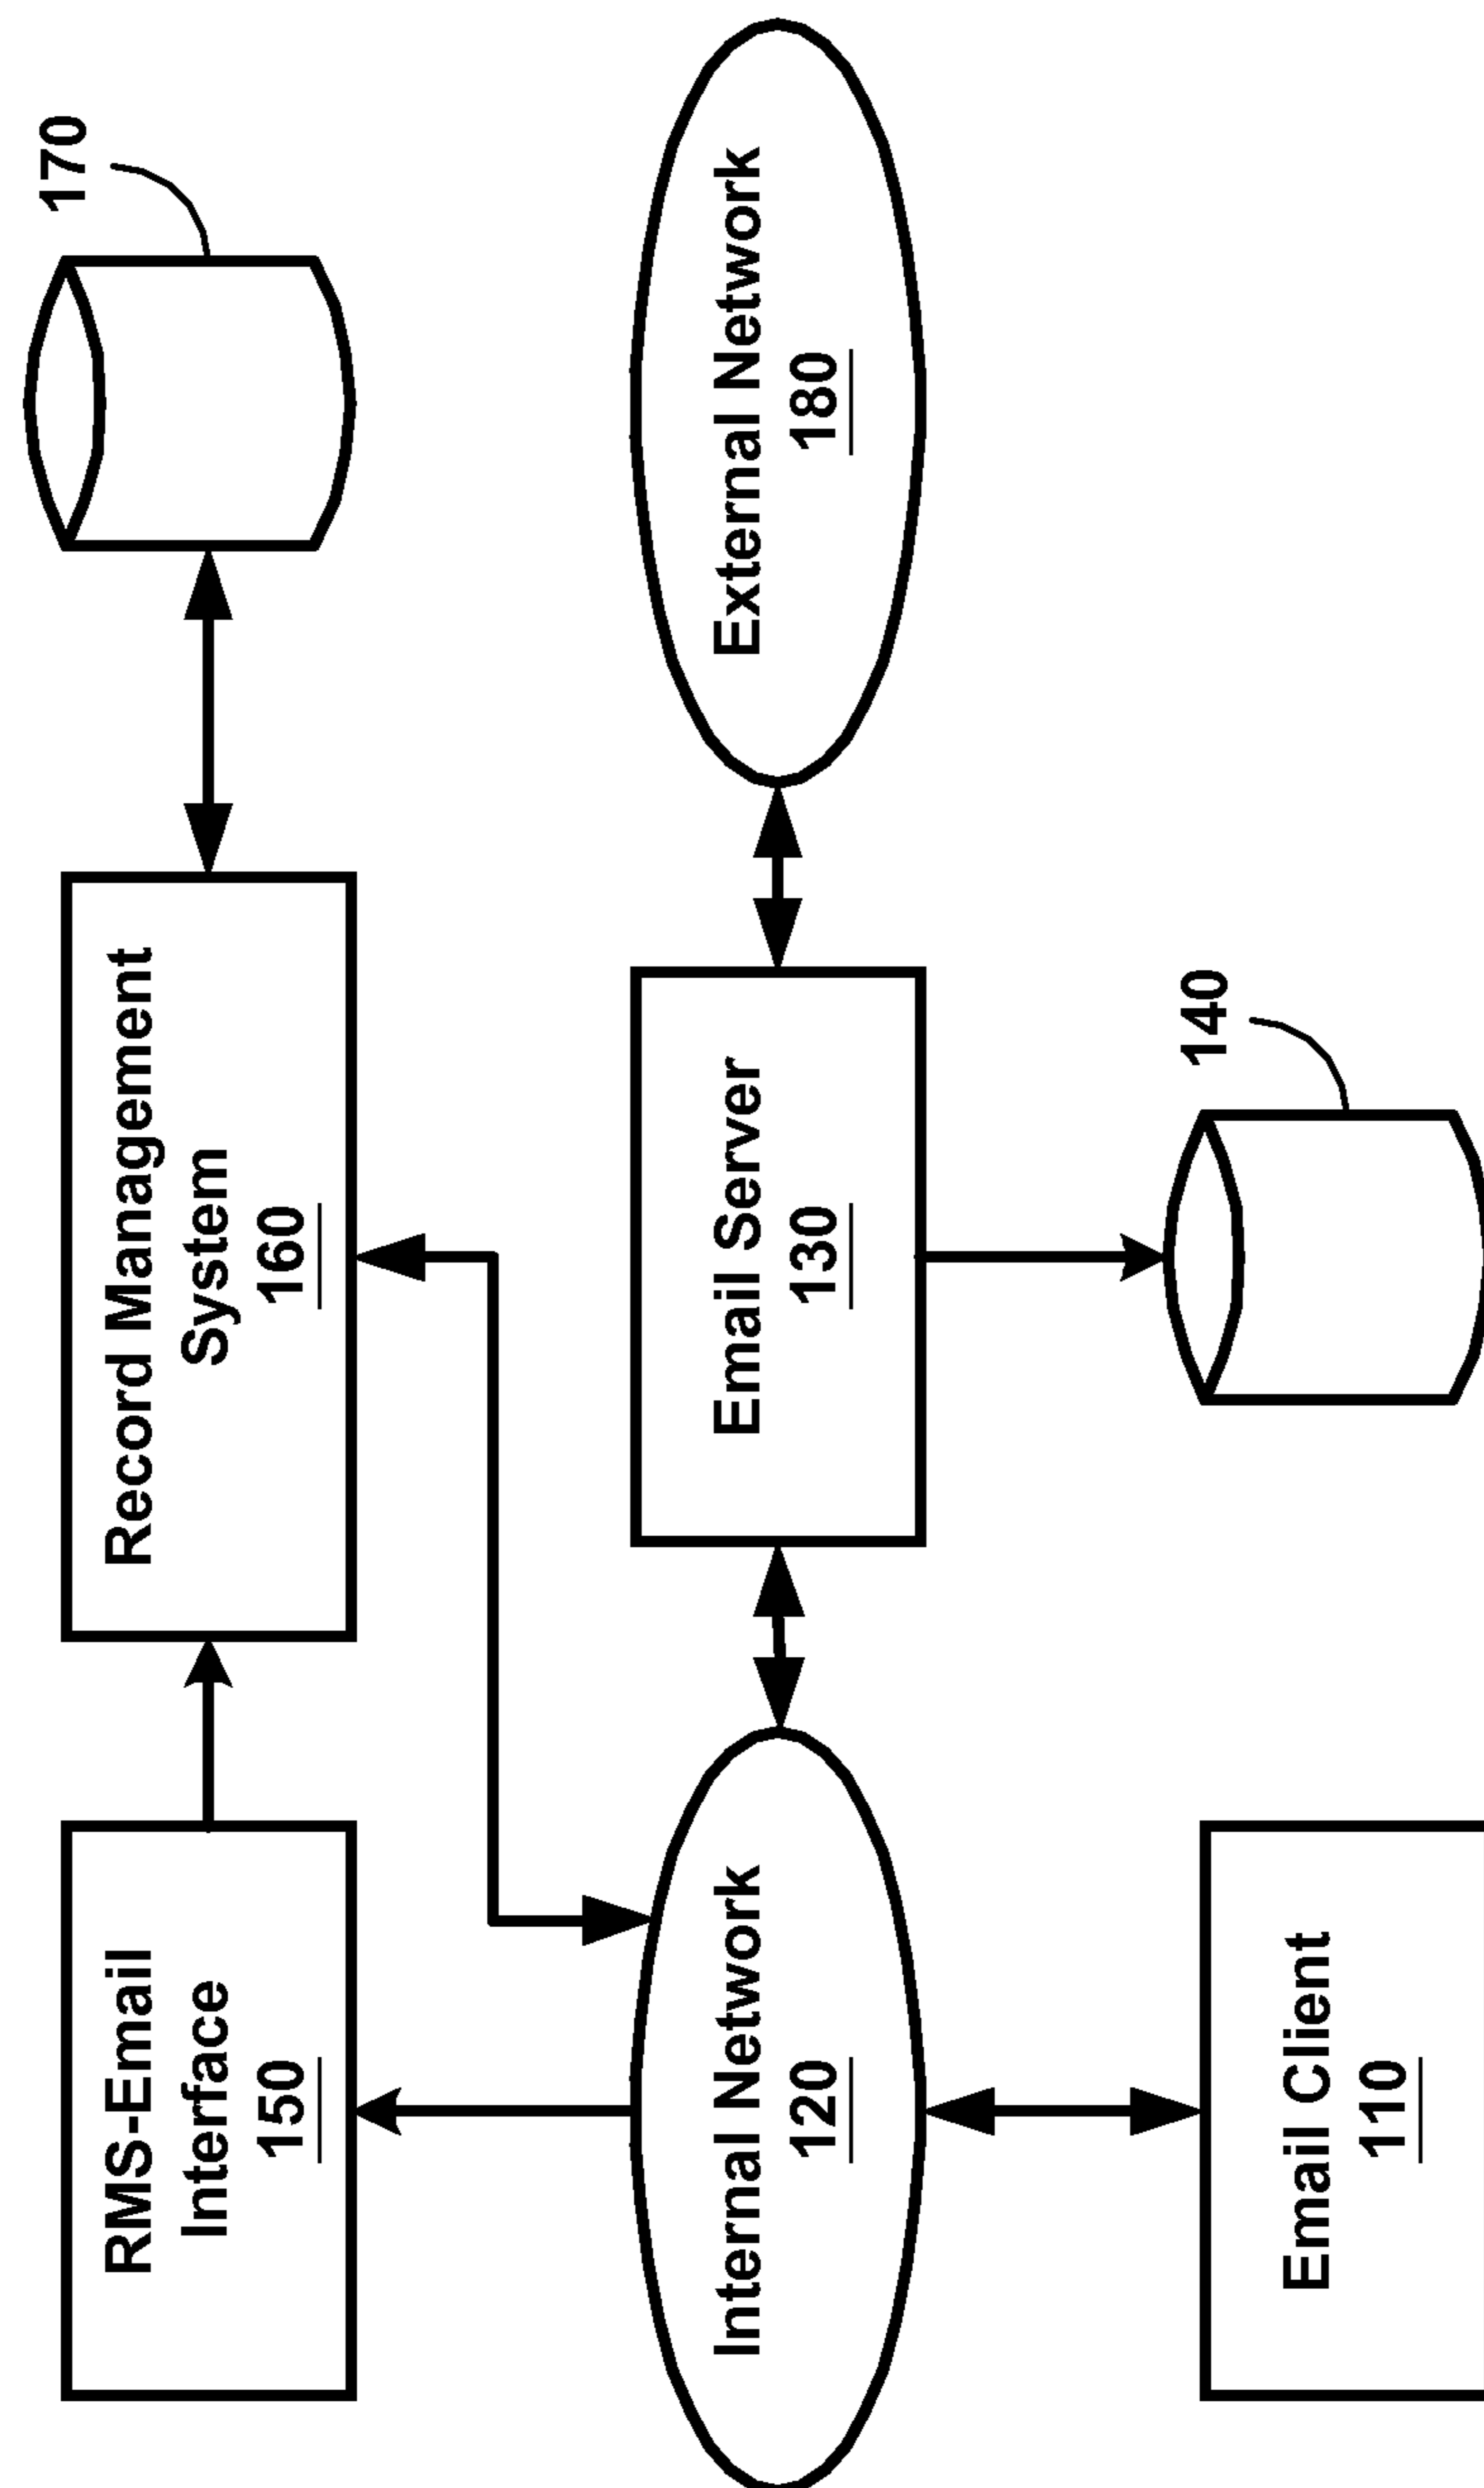 RMS-Email
Interface
150
Record Management
System
160
170
Internal Network
120
Email Server
130
External Network
180
Email Client
110
140